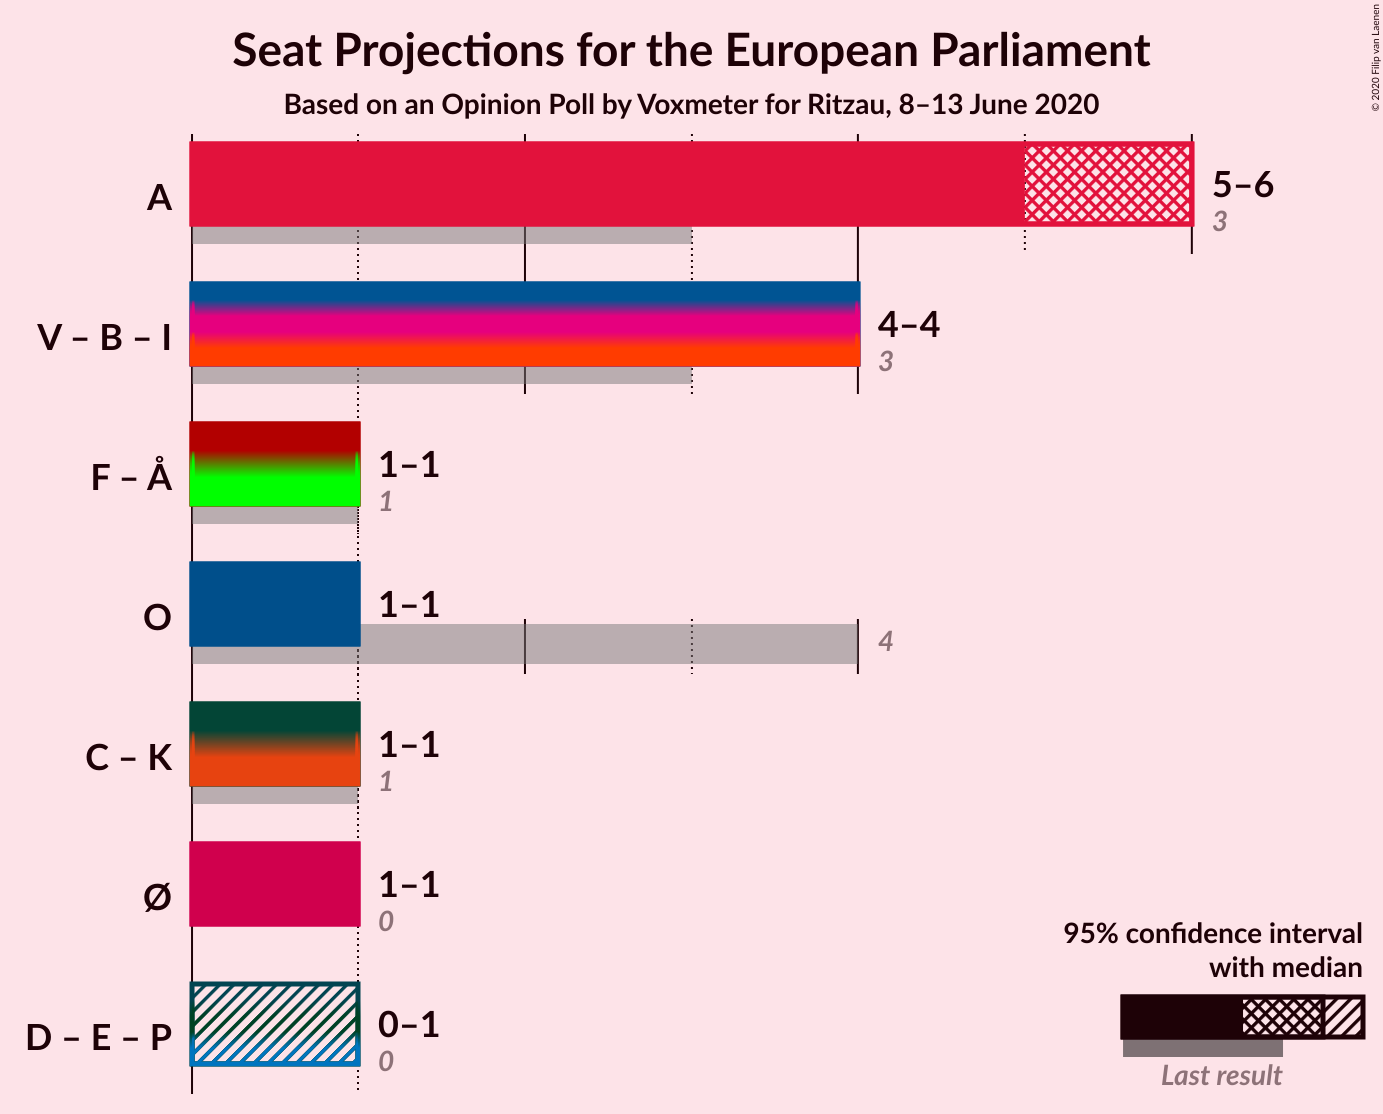 Seat Projections for the European Parliament
Based on an Opinion Poll by Voxmeter for Ritzau, 8–13 June 2020
© 2020 Filip van Laenen
A
5–6
3
V – B – I
4–4
3
F – Å
1–1
1
O
1–1
4
C – K
1–1
1
Ø
1–1
0
D – E – P
0–1
0
95% confidence interval
with median
Last result